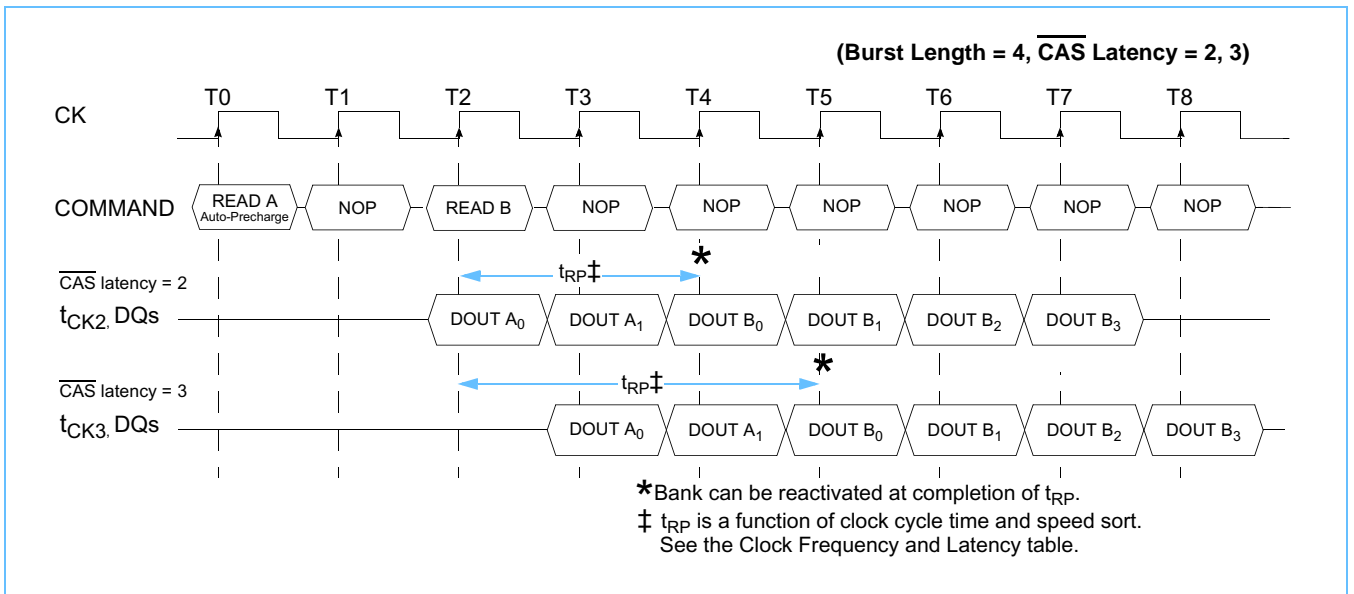 (Burst Length = 4, CAS Latency = 2, 3)
T0 T1 T2 T3 T4 T5 T6 T7 T8
CK
COMMAND
READ A
Auto-Precharge
NOP
READ B
NOP
NOP
NOP
NOP
NOP
NOP
*
tRP‡
CAS latency = 2
tCK2, DQs
DOUT A0 DOUT A1 DOUT B0 DOUT B1 DOUT B2 DOUT B3
*
tRP‡
CAS latency = 3
tCK3, DQs
DOUT A0 DOUT A1 DOUT B0 DOUT B1 DOUT B2 DOUT B3
*Bank can be reactivated at completion of tRP.
‡ tRP is a function of clock cycle time and speed sort.
See the Clock Frequency and Latency table.